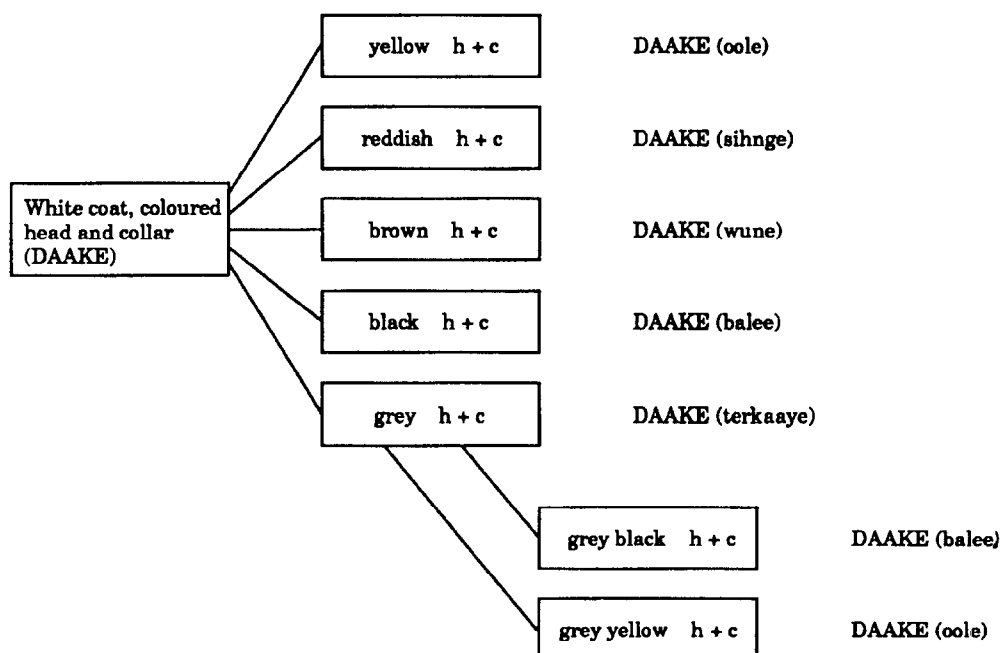 yellow h + c DAAKE (oole)
reddish h + c DAAKE (sihnge)
White coat, coloured
head and collar
(DAAKE)
brown h + c DAAKE (wune)
black h + c DAAKE (balee)
grey h + c DAAKE (terkaaye)
grey black h + c DAAKE (balee)
grey yellow h + c DAAKE (oole)